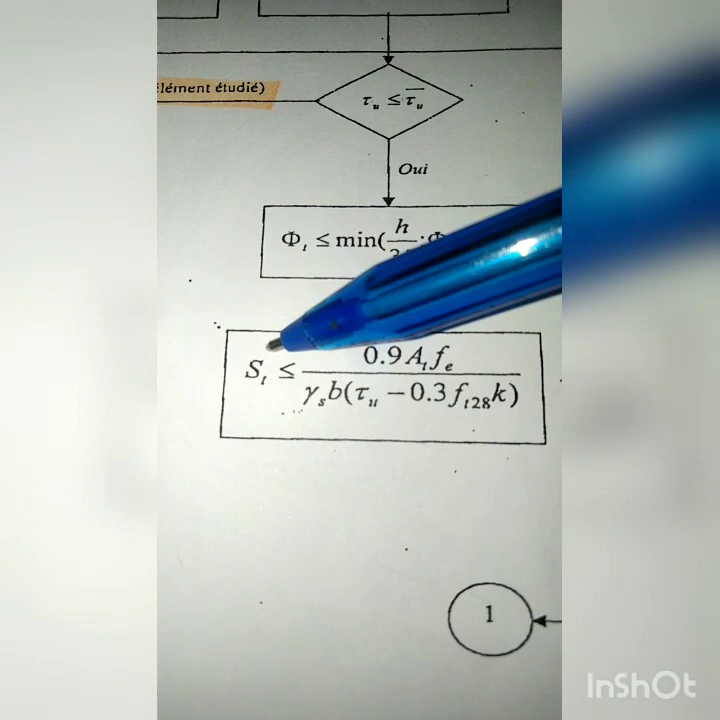 lément étudié)
τu ≤ τ̅u̅
Oui
Φt ≤ min(h
St ≤ 0.9 At fe
γs b(τu − 0.3 ft28 k)
1
InShOt